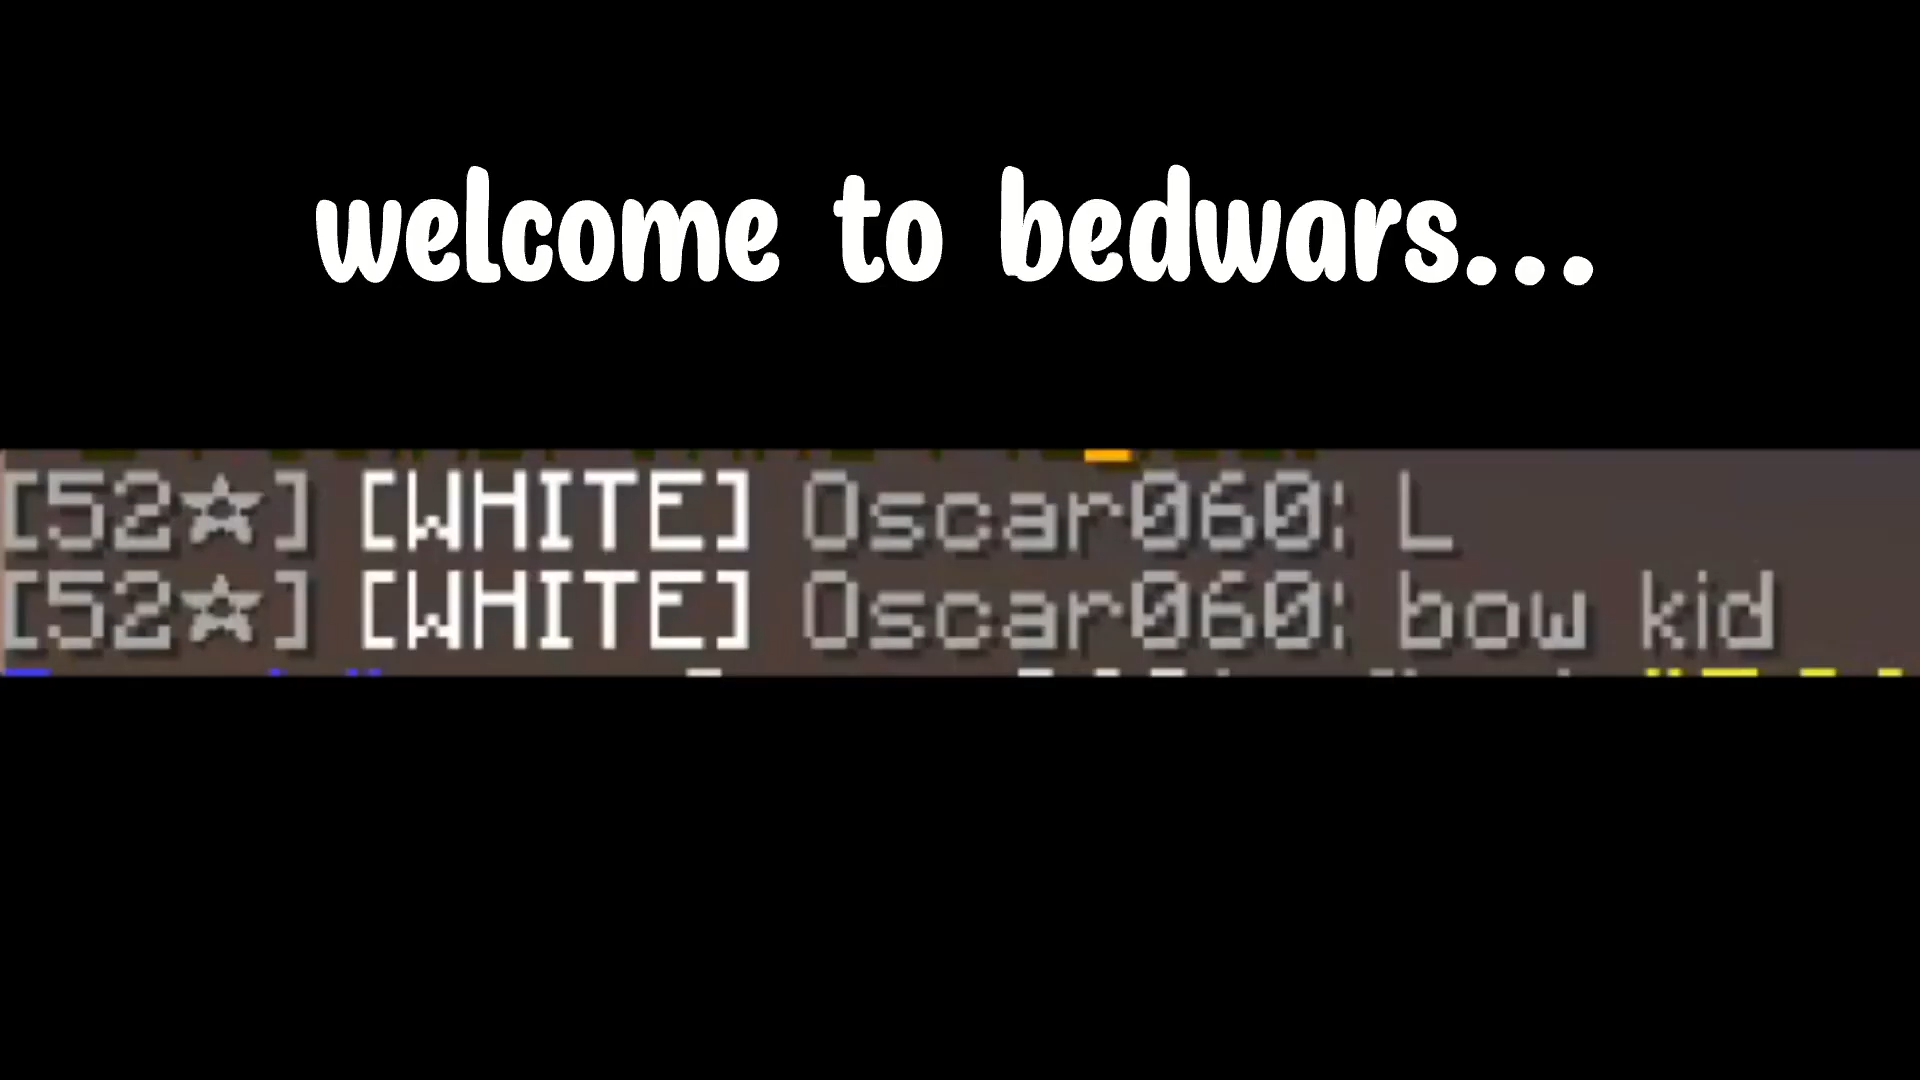 welcome to bedwars...
[52☆] [WHITE] Oscar060: L
[52☆] [WHITE] Oscar060: bow kid